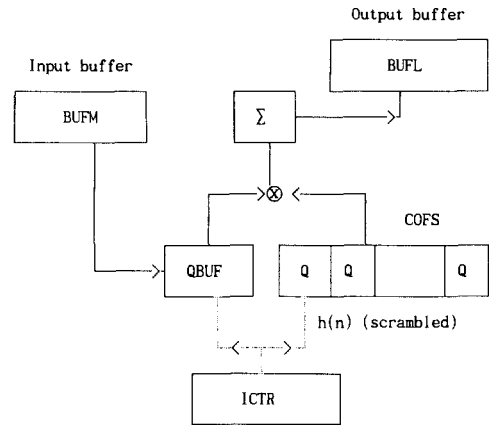 Output buffer
Input buffer
BUFL
BUFM
Σ
⊗
COFS
QBUF
Q Q Q
h(n) (scrambled)
ICTR